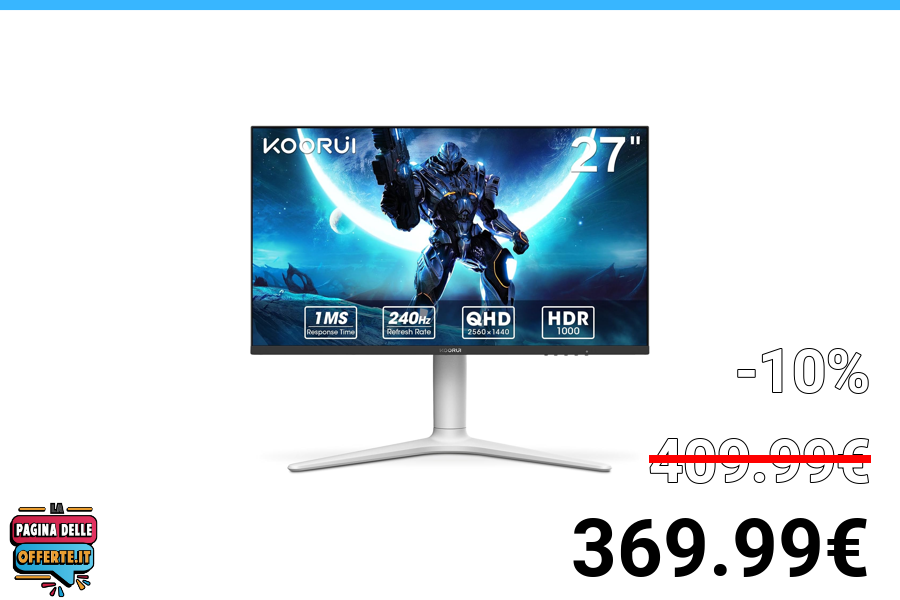 KOORUI
27"
1MS
Response Time
240Hz
Refresh Rate
QHD
2560 x 1440
HDR
1000
KOORUI
-10%
409.99€
369.99€
LA
PAGINA DELLE
OFFERTE.IT